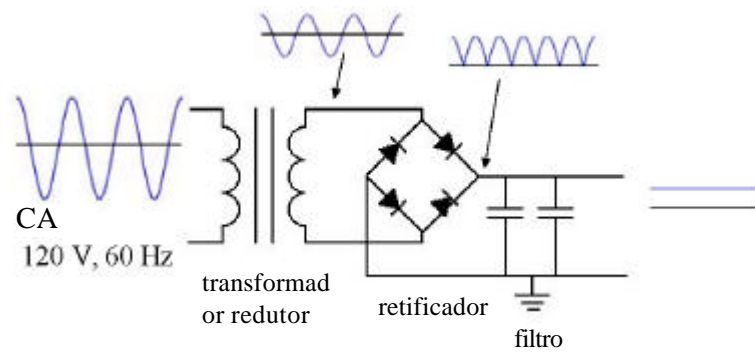 CA
120 V, 60 Hz
transformad
or redutor
retificador
filtro